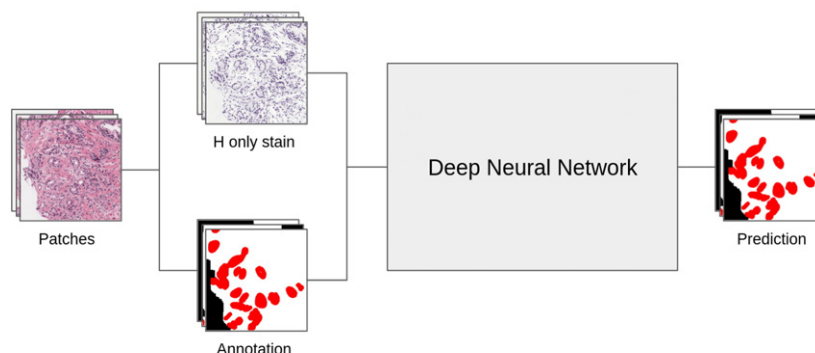 H only stain
Patches
Deep Neural Network
Prediction
Annotation